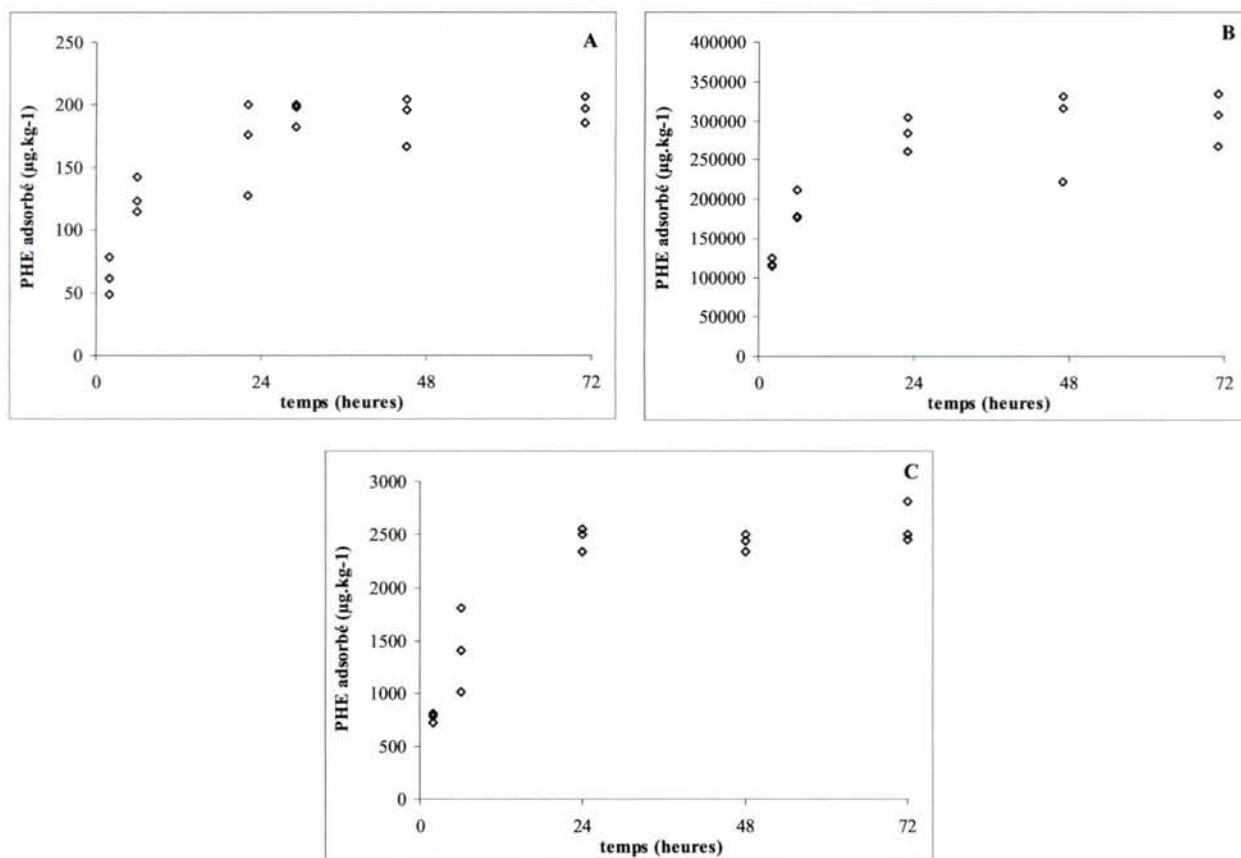 A
PHE adsorbé (µg.kg-1)
250
200
150
100
50
0
0 24 48 72
temps (heures)
B
PHE adsorbé (µg.kg-1)
400000
350000
300000
250000
200000
150000
100000
50000
0
0 24 48 72
temps (heures)
C
PHE adsorbé (µg.kg-1)
3000
2500
2000
1500
1000
500
0
0 24 48 72
temps (heures)